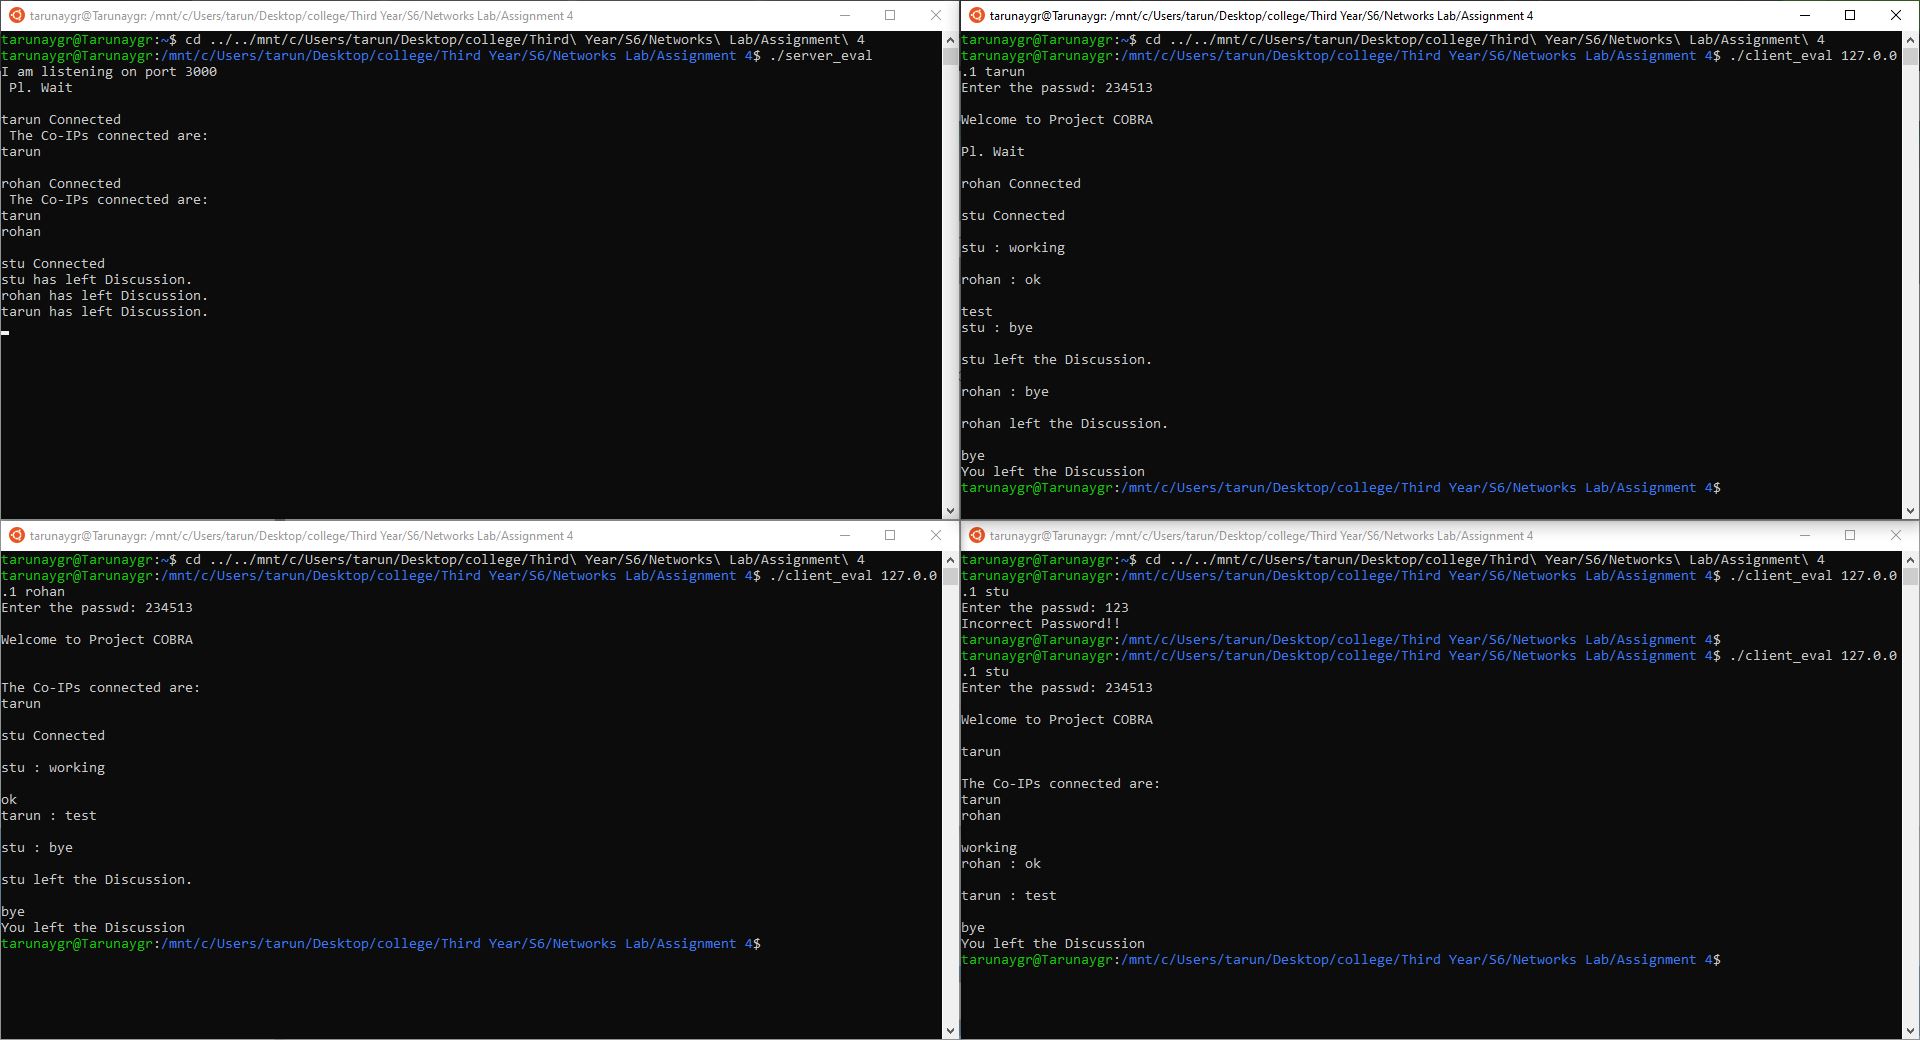 tarunaygr@Tarunaygr: /mnt/c/Users/tarun/Desktop/college/Third Year/S6/Networks Lab/Assignment 4
tarunaygr@Tarunaygr:~$ cd ../../mnt/c/Users/tarun/Desktop/college/Third\ Year/S6/Networks\ Lab/Assignment\ 4
tarunaygr@Tarunaygr:/mnt/c/Users/tarun/Desktop/college/Third Year/S6/Networks Lab/Assignment 4$ ./server_eval
I am listening on port 3000
Pl. Wait
tarun Connected
The Co-IPs connected are:
tarun
rohan Connected
The Co-IPs connected are:
tarun
rohan
stu Connected
stu has left Discussion.
rohan has left Discussion.
tarun has left Discussion.
tarunaygr@Tarunaygr: /mnt/c/Users/tarun/Desktop/college/Third Year/S6/Networks Lab/Assignment 4
tarunaygr@Tarunaygr:~$ cd ../../mnt/c/Users/tarun/Desktop/college/Third\ Year/S6/Networks\ Lab/Assignment\ 4
tarunaygr@Tarunaygr:/mnt/c/Users/tarun/Desktop/college/Third Year/S6/Networks Lab/Assignment 4$ ./client_eval 127.0.0
.1 tarun
Enter the passwd: 234513
Welcome to Project COBRA
Pl. Wait
rohan Connected
stu Connected
stu : working
rohan : ok
test
stu : bye
stu left the Discussion.
rohan : bye
rohan left the Discussion.
bye
You left the Discussion
tarunaygr@Tarunaygr:/mnt/c/Users/tarun/Desktop/college/Third Year/S6/Networks Lab/Assignment 4$
tarunaygr@Tarunaygr: /mnt/c/Users/tarun/Desktop/college/Third Year/S6/Networks Lab/Assignment 4
tarunaygr@Tarunaygr:~$ cd ../../mnt/c/Users/tarun/Desktop/college/Third\ Year/S6/Networks\ Lab/Assignment\ 4
tarunaygr@Tarunaygr:/mnt/c/Users/tarun/Desktop/college/Third Year/S6/Networks Lab/Assignment 4$ ./client_eval 127.0.0
.1 rohan
Enter the passwd: 234513
Welcome to Project COBRA
The Co-IPs connected are:
tarun
stu Connected
stu : working
ok
tarun : test
stu : bye
stu left the Discussion.
bye
You left the Discussion
tarunaygr@Tarunaygr:/mnt/c/Users/tarun/Desktop/college/Third Year/S6/Networks Lab/Assignment 4$
tarunaygr@Tarunaygr: /mnt/c/Users/tarun/Desktop/college/Third Year/S6/Networks Lab/Assignment 4
tarunaygr@Tarunaygr:~$ cd ../../mnt/c/Users/tarun/Desktop/college/Third\ Year/S6/Networks\ Lab/Assignment\ 4
tarunaygr@Tarunaygr:/mnt/c/Users/tarun/Desktop/college/Third Year/S6/Networks Lab/Assignment 4$ ./client_eval 127.0.0
.1 stu
Enter the passwd: 123
Incorrect Password!!
tarunaygr@Tarunaygr:/mnt/c/Users/tarun/Desktop/college/Third Year/S6/Networks Lab/Assignment 4$
tarunaygr@Tarunaygr:/mnt/c/Users/tarun/Desktop/college/Third Year/S6/Networks Lab/Assignment 4$ ./client_eval 127.0.0
.1 stu
Enter the passwd: 234513
Welcome to Project COBRA
tarun
The Co-IPs connected are:
tarun
rohan
working
rohan : ok
tarun : test
bye
You left the Discussion
tarunaygr@Tarunaygr:/mnt/c/Users/tarun/Desktop/college/Third Year/S6/Networks Lab/Assignment 4$